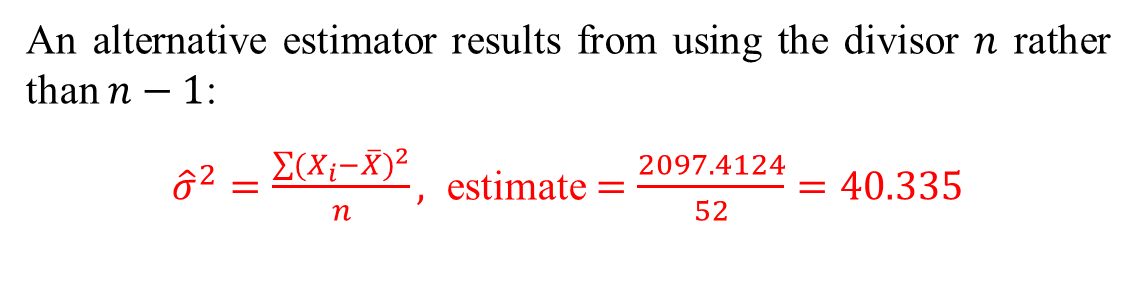 An alternative estimator results from using the divisor n rather
than n − 1:
σ̂² = ∑(Xᵢ−X̄)²/n, estimate = 2097.4124/52 = 40.335